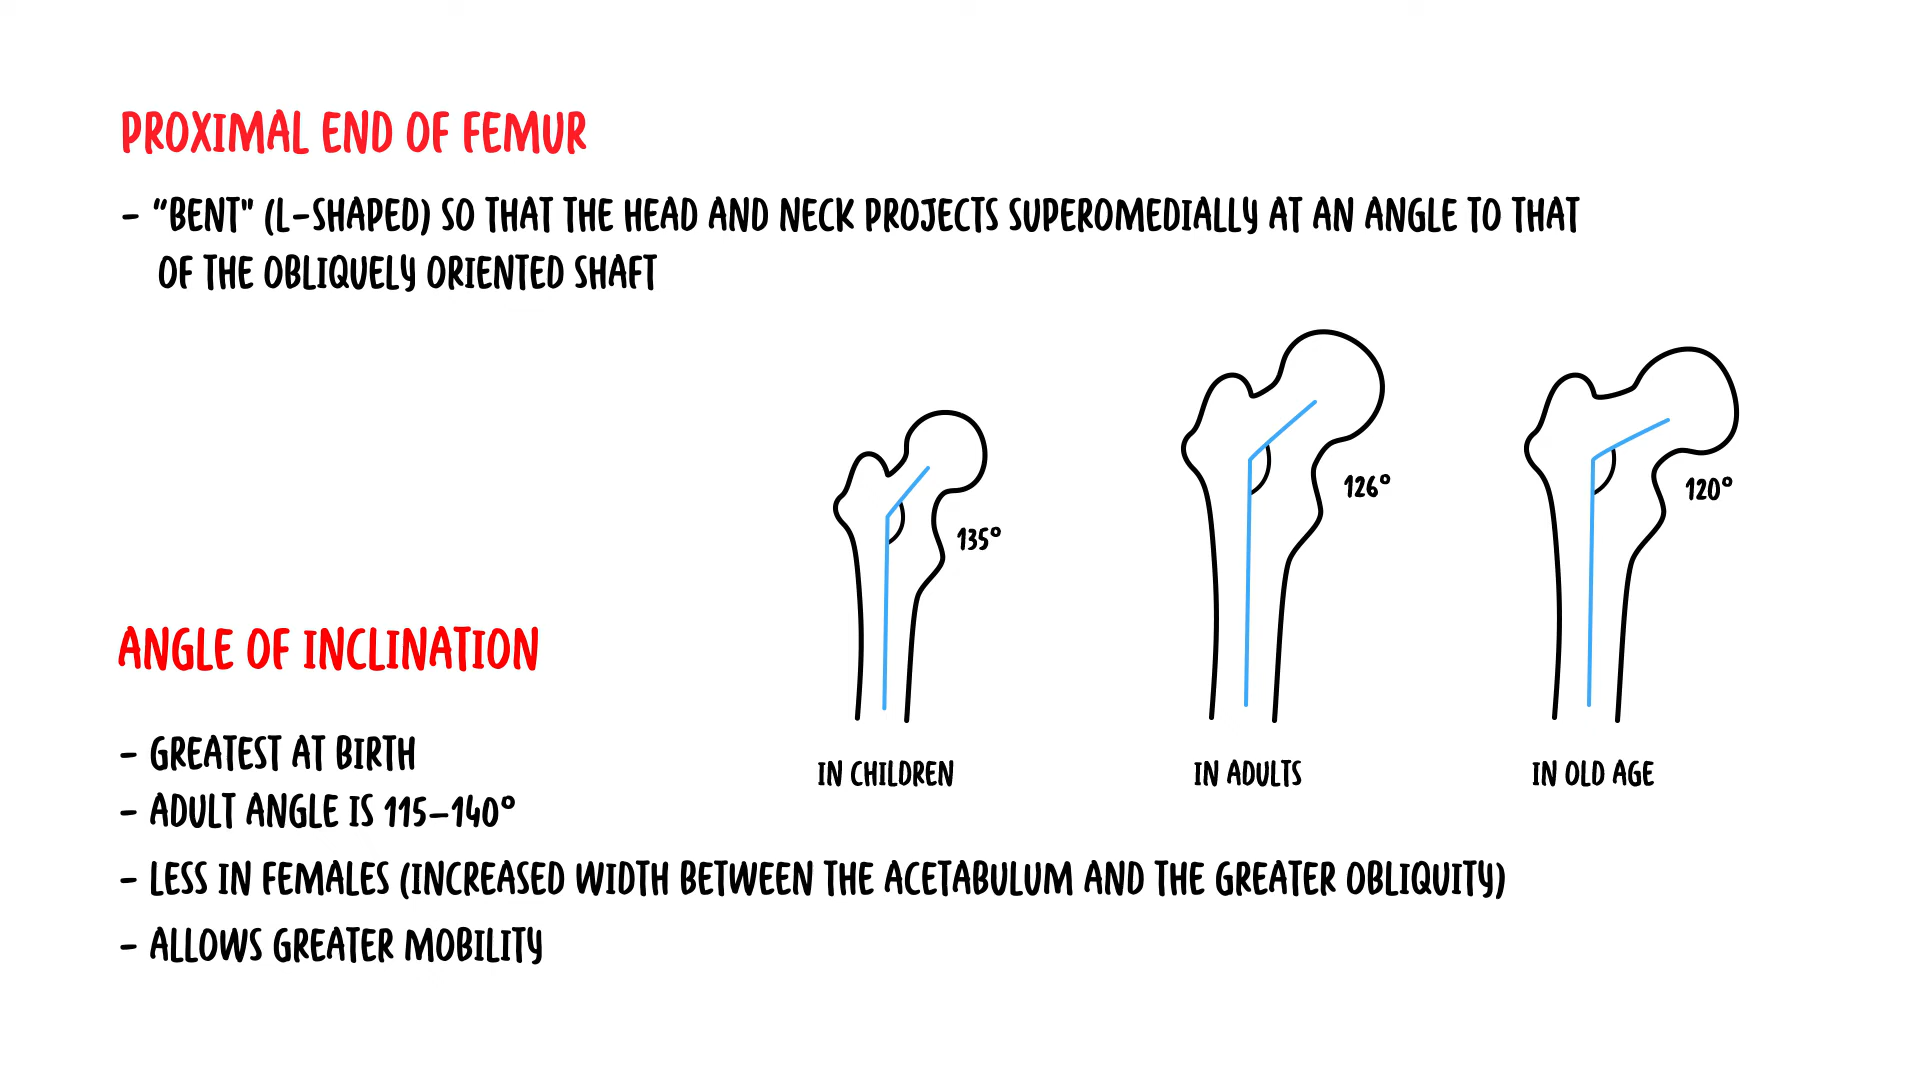 PROXIMAL END OF FEMUR
- "BENT" (L-SHAPED) SO THAT THE HEAD AND NECK PROJECTS SUPEROMEDIALLY AT AN ANGLE TO THAT
OF THE OBLIQUELY ORIENTED SHAFT
135°
126°
120°
IN CHILDREN
IN ADULTS
IN OLD AGE
ANGLE OF INCLINATION
- GREATEST AT BIRTH
- ADULT ANGLE IS 115–140°
- LESS IN FEMALES (INCREASED WIDTH BETWEEN THE ACETABULUM AND THE GREATER OBLIQUITY)
- ALLOWS GREATER MOBILITY